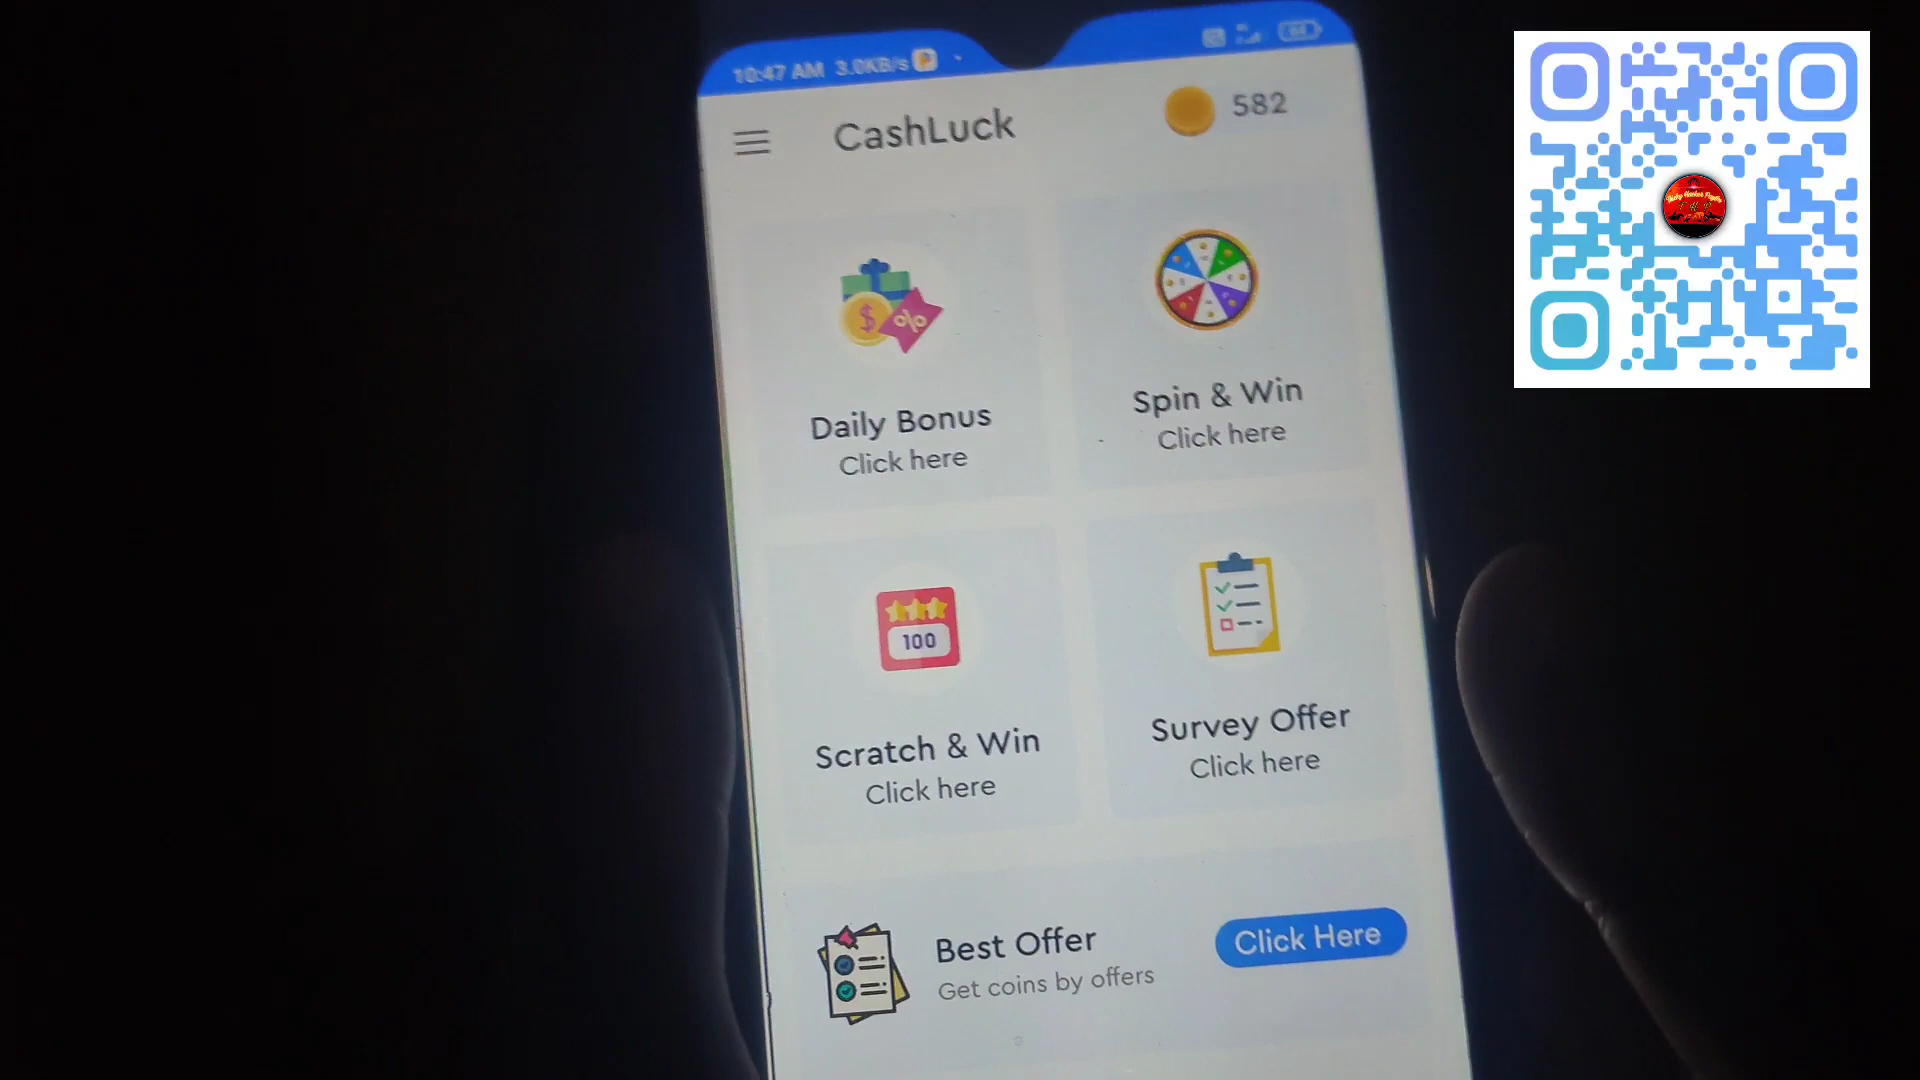 10:47 AM 3.0KB/s
CashLuck
582
Daily Bonus
Click here
Spin & Win
Click here
100
Scratch & Win
Click here
Survey Offer
Click here
Best Offer
Get coins by offers
Click Here